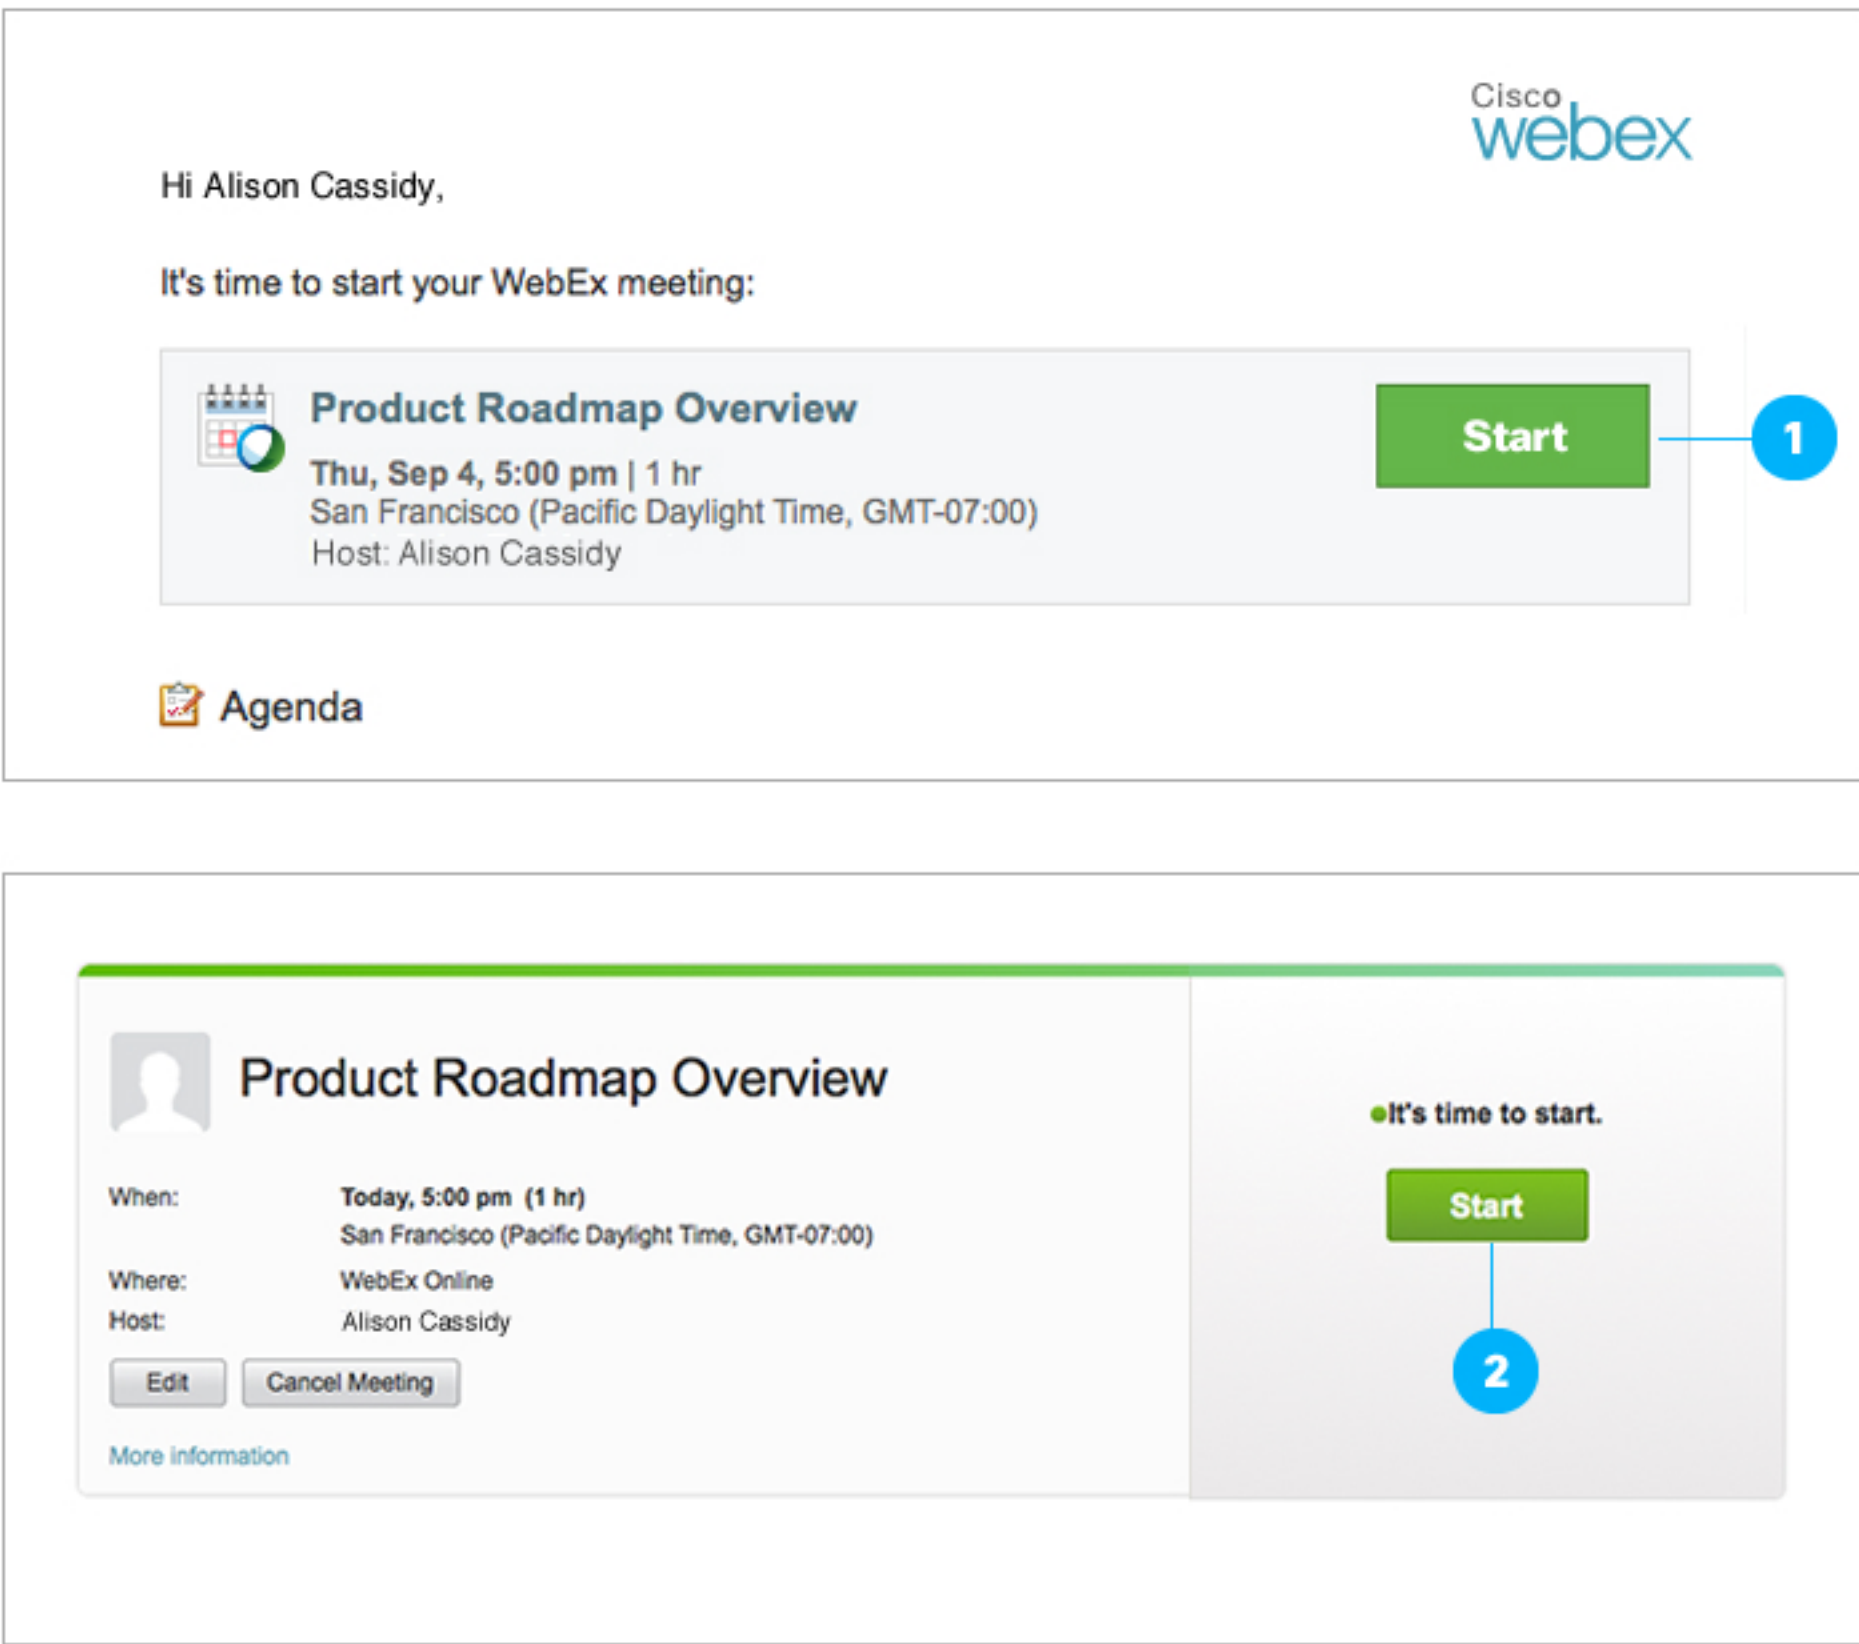 Cisco
webex
Hi Alison Cassidy,
It's time to start your WebEx meeting:
Product Roadmap Overview
Start
1
Thu, Sep 4, 5:00 pm | 1 hr
San Francisco (Pacific Daylight Time, GMT-07:00)
Host: Alison Cassidy
Agenda
Product Roadmap Overview
It's time to start.
When: Today, 5:00 pm (1 hr)
Start
San Francisco (Pacific Daylight Time, GMT-07:00)
Where: WebEx Online
Host: Alison Cassidy
2
Edit Cancel Meeting
More information